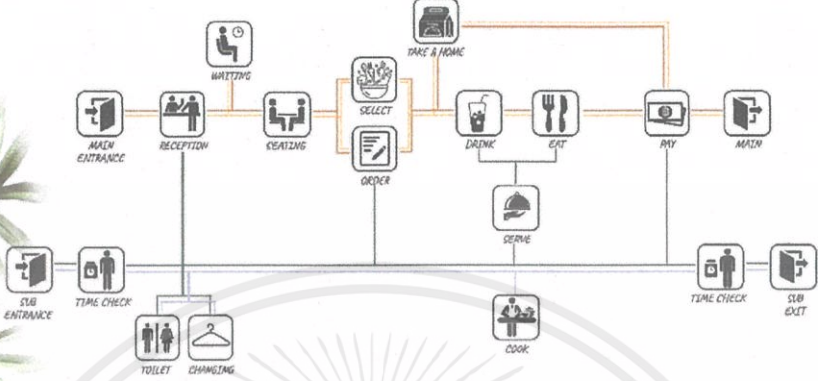 TAKE & HOME
WAITING
SELECT
MAIN
ENTRANCE
RECEPTION
SEATING
DRINK
EAT
PAY
MAIN
ORDER
SERVE
SUB
ENTRANCE
TIME CHECK
TIME CHECK
SUB
EXIT
TOILET
CHANGING
COOK